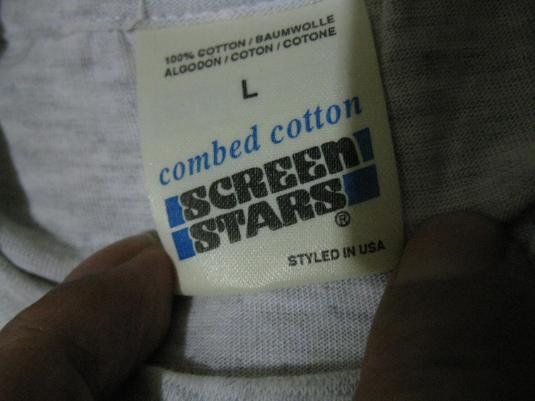 100% COTTON / BAUMWOLLE
ALGODON / COTON / COTONE
L
combed cotton
SCREEN
STARS®
STYLED IN USA